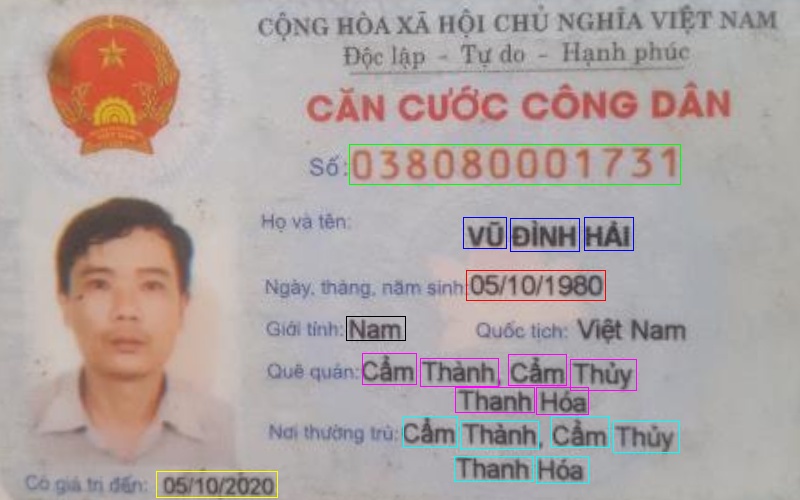 CỘNG HÒA XÃ HỘI CHỦ NGHĨA VIỆT NAM
Độc lập - Tự do - Hạnh phúc
CĂN CƯỚC CÔNG DÂN
Số: 038080001731
Họ và tên: VŨ ĐÌNH HẢI
Ngày, tháng, năm sinh: 05/10/1980
Giới tính: Nam Quốc tịch: Việt Nam
Quê quán: Cẩm Thành, Cẩm Thủy
Thanh Hóa
Nơi thường trú: Cẩm Thành, Cẩm Thủy
Thanh Hóa
Có giá trị đến: 05/10/2020